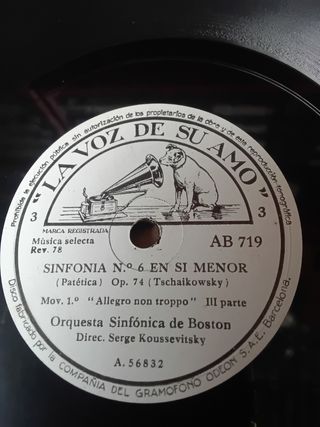 Prohibida la ejecución pública sin autorización de los propietarios de la obra y de este reproducción fonográfica
"LA VOZ DE SU AMO"
3
3
MARCA REGISTRADA
Música selecta
Rev. 78
AB 719
SINFONIA N.º 6 EN SI MENOR
(Patética) Op. 74 (Tschaikowsky)
Mov. 1.º "Allegro non troppo" III parte
Orquesta Sinfónica de Boston
Direc. Serge Koussevitsky
A. 56832
Disco fabricado por la COMPAÑIA DEL GRAMOFONO ODEON S.A.E. Barcelona.